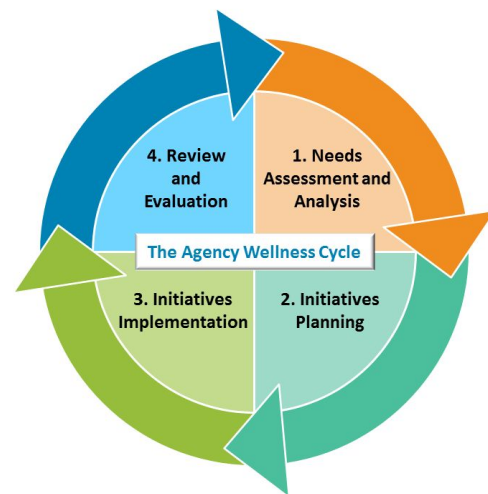 4. Review
and
Evaluation
1. Needs
Assessment and
Analysis
The Agency Wellness Cycle
3. Initiatives
Implementation
2. Initiatives
Planning